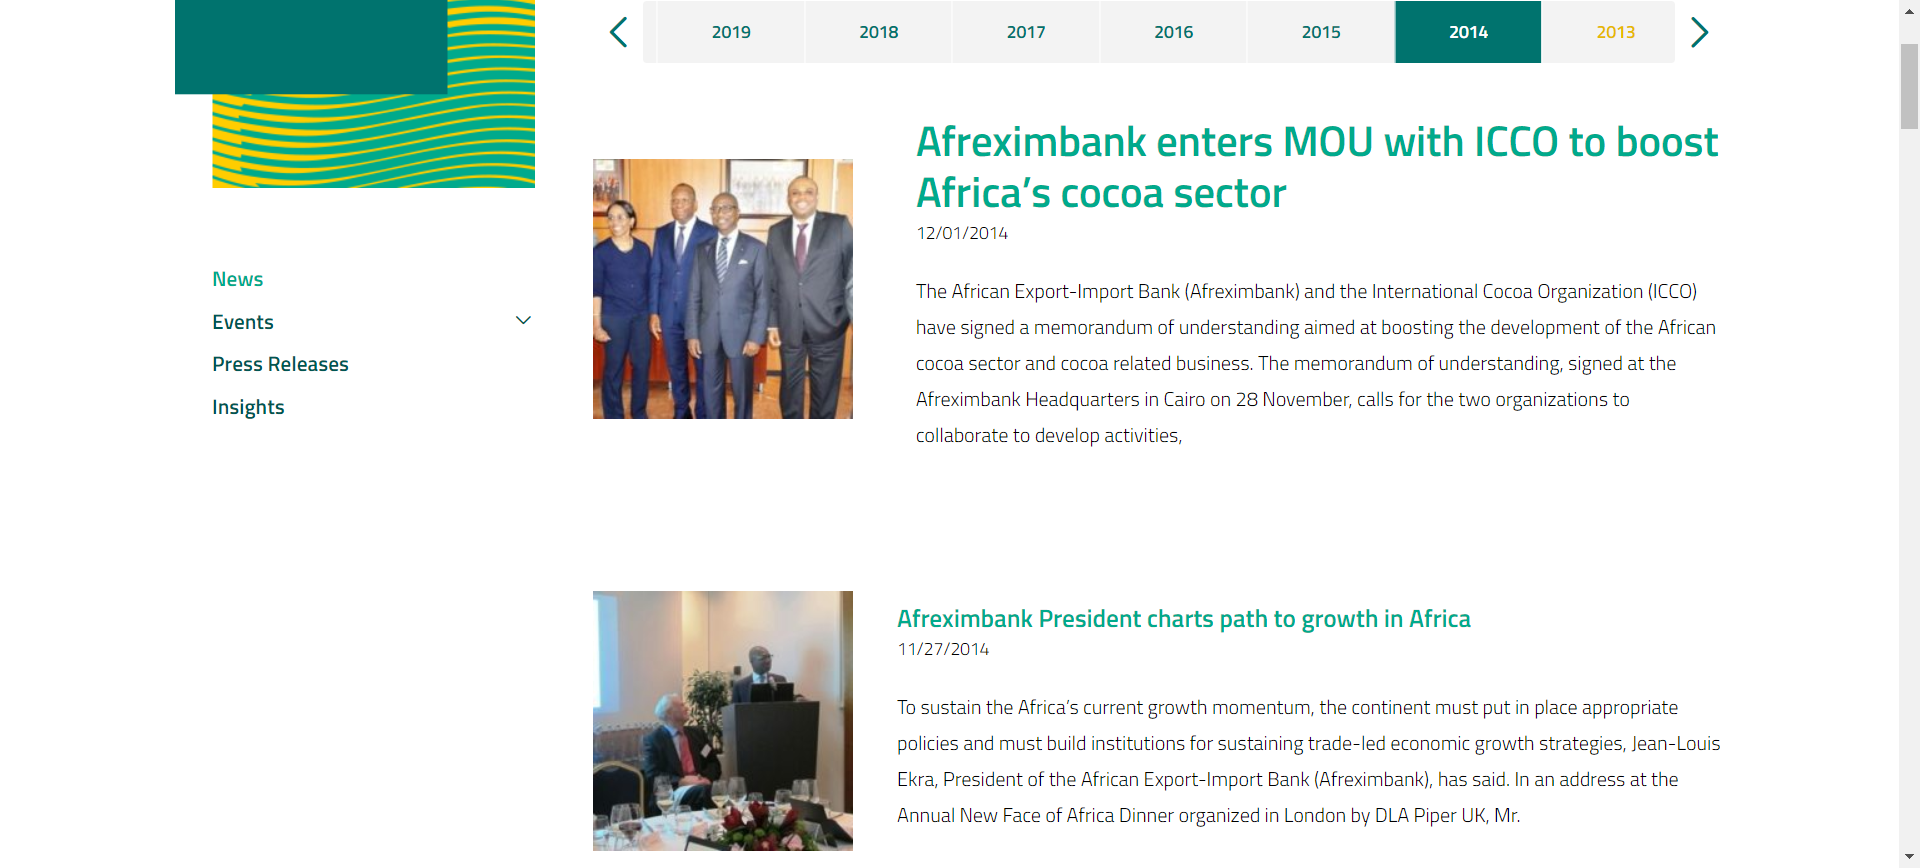 2019 2018 2017 2016 2015 2014 2013
News
Events
Press Releases
Insights
Afreximbank enters MOU with ICCO to boost
Africa’s cocoa sector
12/01/2014
The African Export-Import Bank (Afreximbank) and the International Cocoa Organization (ICCO)
have signed a memorandum of understanding aimed at boosting the development of the African
cocoa sector and cocoa related business. The memorandum of understanding, signed at the
Afreximbank Headquarters in Cairo on 28 November, calls for the two organizations to
collaborate to develop activities,
Afreximbank President charts path to growth in Africa
11/27/2014
To sustain the Africa’s current growth momentum, the continent must put in place appropriate
policies and must build institutions for sustaining trade-led economic growth strategies, Jean-Louis
Ekra, President of the African Export-Import Bank (Afreximbank), has said. In an address at the
Annual New Face of Africa Dinner organized in London by DLA Piper UK, Mr.